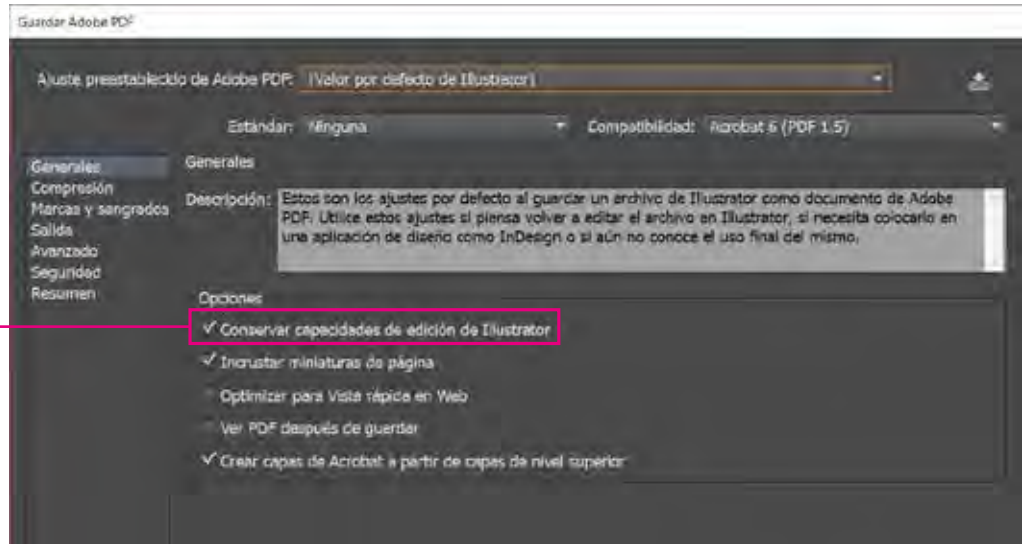 Guardar Adobe PDF
Ajuste preestablecido de Adobe PDF: [Valor por defecto de Illustrator]
Estándar: Ninguna Compatibilidad: Acrobat 6 (PDF 1.5)
Generales
Compresión
Marcas y sangrados
Salida
Avanzado
Seguridad
Resumen
Generales
Descripción: Estos son los ajustes por defecto al guardar un archivo de Illustrator como documento de Adobe
PDF. Utilice estos ajustes si piensa volver a editar el archivo en Illustrator, si necesita colocarlo en
una aplicación de diseño como InDesign o si aún no conoce el uso final del mismo.
Opciones
Conservar capacidades de edición de Illustrator
Incrustar miniaturas de página
Optimizar para Vista rápida en Web
Ver PDF después de guardar
Crear capas de Acrobat a partir de capas de nivel superior